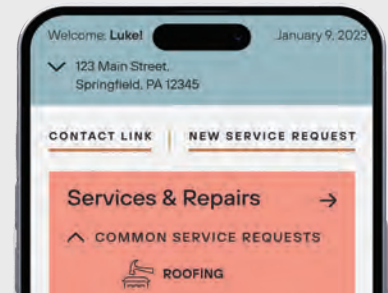 Welcome, Luke!
January 9, 2023
123 Main Street,
Springfield, PA 12345
CONTACT LINK
NEW SERVICE REQUEST
Services & Repairs
COMMON SERVICE REQUESTS
ROOFING